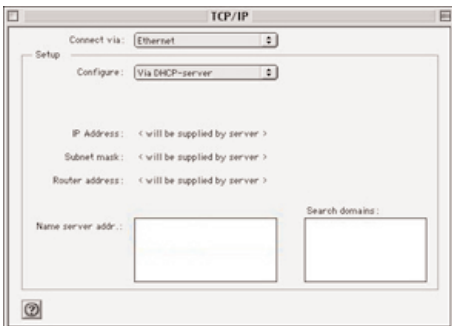 TCP/IP
Connect via: Ethernet
Setup
Configure: Via DHCP-server
IP Address: < will be supplied by server >
Subnet mask: < will be supplied by server >
Router address: < will be supplied by server >
Search domains:
Name server addr.:
?